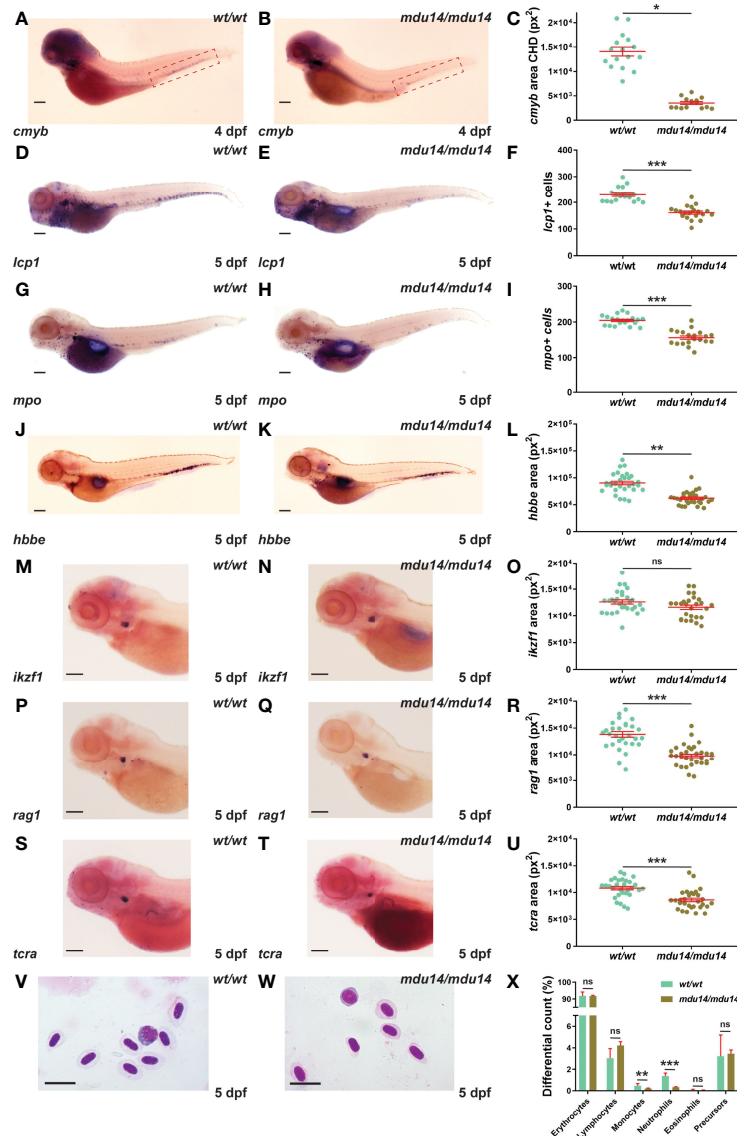 A wt/wt
cmyb 4 dpf
B mdu14/mdu14
cmyb 4 dpf
C
cmyb area CHD (px²)
2×10⁴
1.5×10⁴
1×10⁴
5×10³
0
*
wt/wt mdu14/mdu14
D wt/wt
lcp1 5 dpf
E mdu14/mdu14
lcp1 5 dpf
F
lcp1+ cells
400
300
200
100
0
***
wt/wt mdu14/mdu14
G wt/wt
mpo 5 dpf
H mdu14/mdu14
mpo 5 dpf
I
mpo+ cells
300
200
100
0
***
wt/wt mdu14/mdu14
J wt/wt
hbbe 5 dpf
K mdu14/mdu14
hbbe 5 dpf
L
hbbe area (px²)
2×10⁵
1.5×10⁵
1×10⁵
5×10⁴
0
**
wt/wt mdu14/mdu14
M wt/wt
ikzf1 5 dpf
N mdu14/mdu14
ikzf1 5 dpf
O
ikzf1 area (px²)
2×10⁴
1.5×10⁴
1×10⁴
5×10³
0
ns
wt/wt mdu14/mdu14
P wt/wt
rag1 5 dpf
Q mdu14/mdu14
rag1 5 dpf
R
rag1 area (px²)
2×10⁴
1.5×10⁴
1×10⁴
5×10³
0
***
wt/wt mdu14/mdu14
S wt/wt
tcra 5 dpf
T mdu14/mdu14
tcra 5 dpf
U
tcra area (px²)
2×10⁴
1.5×10⁴
1×10⁴
5×10³
0
***
wt/wt mdu14/mdu14
V wt/wt
5 dpf
W mdu14/mdu14
5 dpf
X
Differential count (%)
100
90
6
4
2
0
wt/wt
mdu14/mdu14
ns ns ** *** ns ns
Erythrocytes
Lymphocytes
Monocytes
Neutrophils
Eosinophils
Precursors